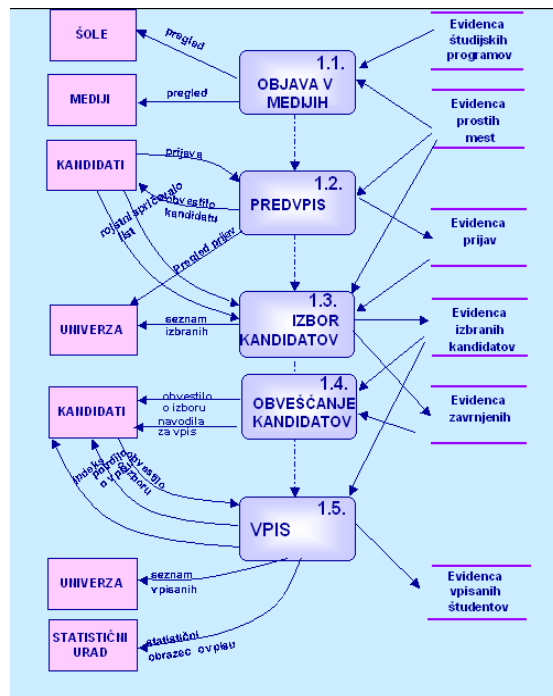 ŠOLE
pregled
1.1.
OBJAVA V
MEDIJIH
Evidenca
študijskih
programov
MEDIJI
pregled
Evidenca
prostih
mest
KANDIDATI
prijava
1.2.
PREDVPIS
obvestilo
kandidatu
rojstni
list
spričovalo
Pregled prijav
Evidenca
prijav
UNIVERZA
seznam
izbranih
1.3.
IZBOR
KANDIDATOV
Evidenca
izbranih
kandidatov
KANDIDATI
obvestilo
o izboru
navodila
za vpis
1.4.
OBVEŠČANJE
KANDIDATOV
Evidenca
zavrnjenih
indeks
potrdilo
o vpisu
obvestilo
o izboru
1.5.
VPIS
UNIVERZA
seznam
vpisanih
Evidenca
vpisanih
študentov
STATISTIČNI
URAD
statistični
obrazec o vpisu